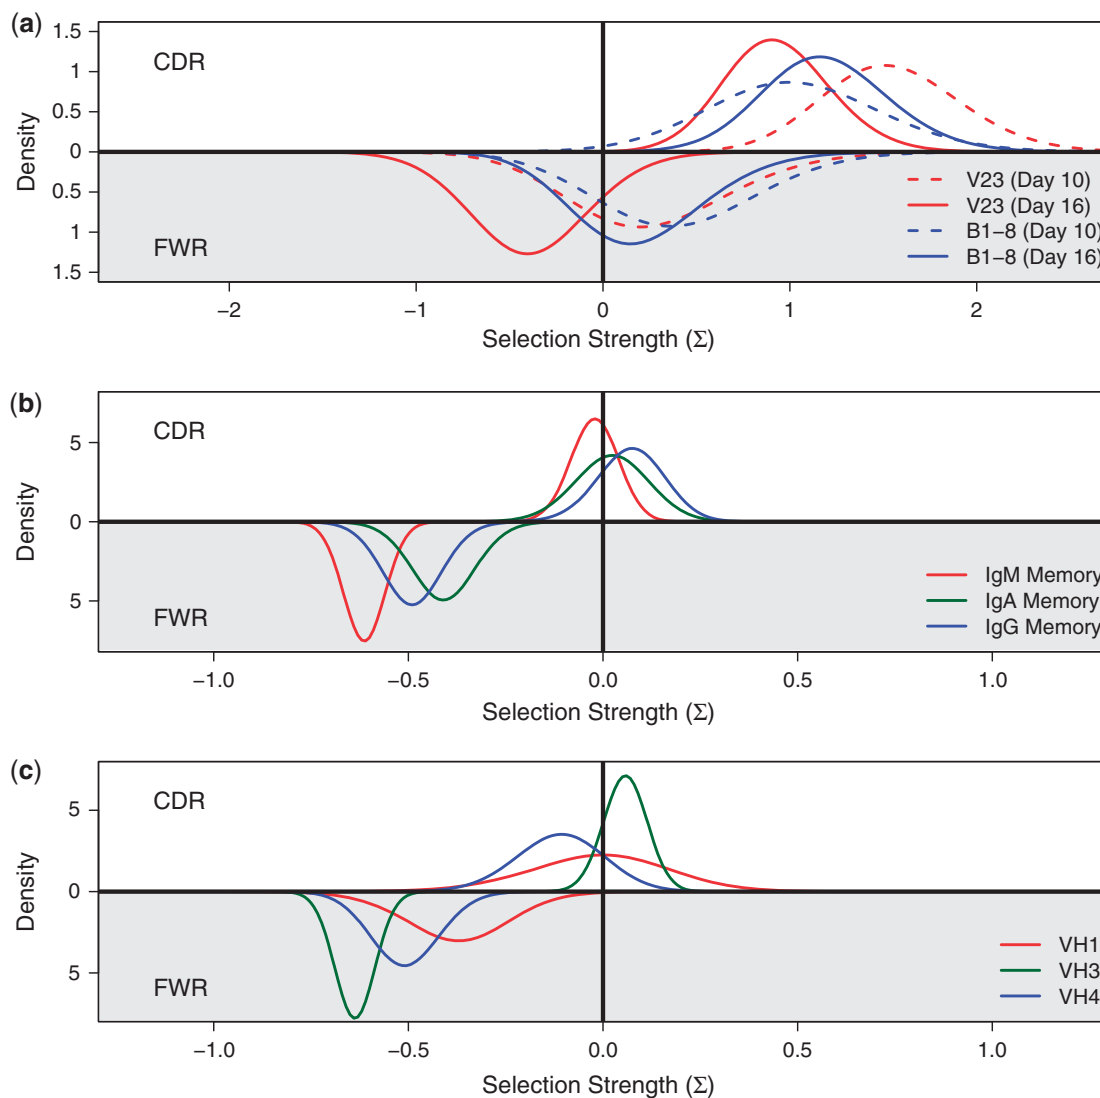 (a)
1.5
CDR
1
0.5
Density
0
0.5
V23 (Day 10)
V23 (Day 16)
1
FWR
B1−8 (Day 10)
1.5
B1−8 (Day 16)
−2 −1 0 1 2
Selection Strength (Σ)
(b)
CDR
5
Density
0
IgM Memory
5
IgA Memory
FWR
IgG Memory
−1.0 −0.5 0.0 0.5 1.0
Selection Strength (Σ)
(c)
CDR
5
Density
0
VH1
5
VH3
FWR
VH4
−1.0 −0.5 0.0 0.5 1.0
Selection Strength (Σ)